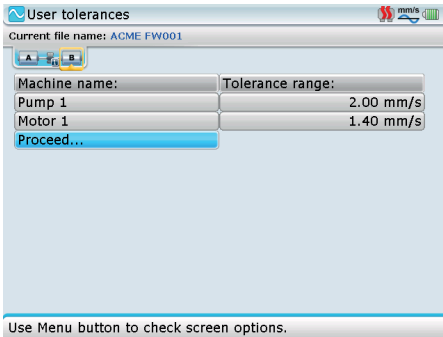 User tolerances mm/s
Current file name: ACME FW001
A B
Machine name: Tolerance range:
Pump 1 2.00 mm/s
Motor 1 1.40 mm/s
Proceed...
Use Menu button to check screen options.